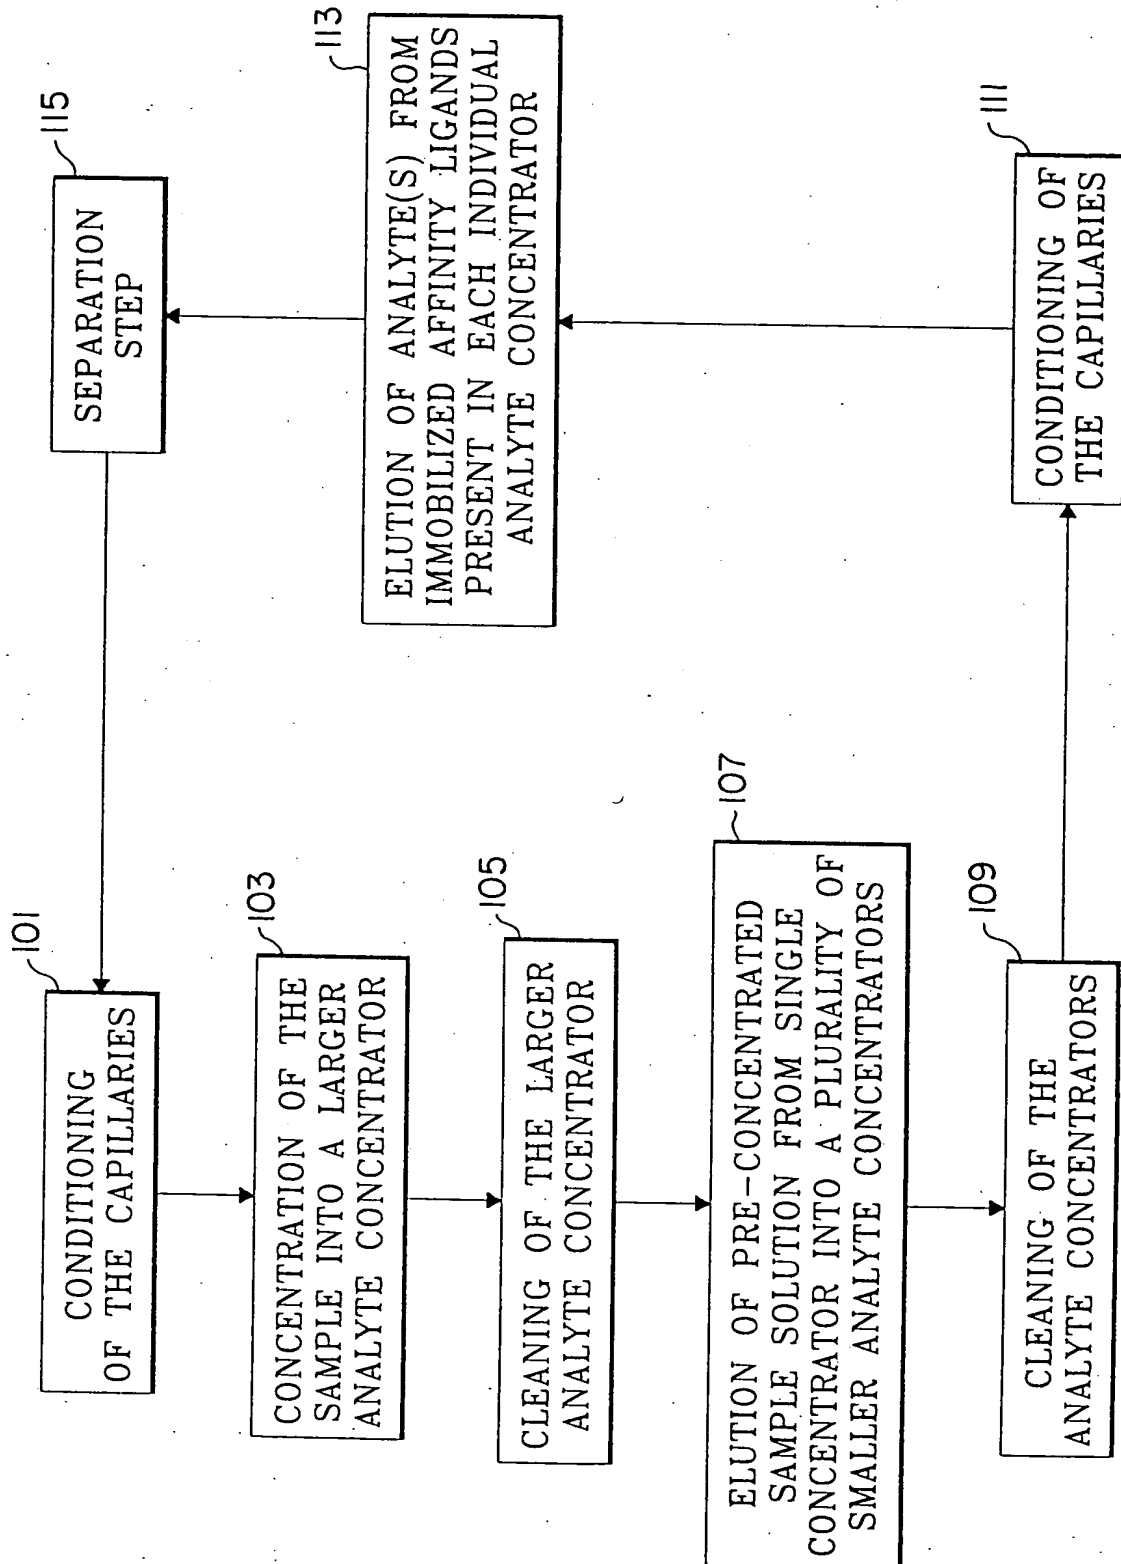 101
CONDITIONING
OF THE CAPILLARIES
103
CONCENTRATION OF THE
SAMPLE INTO A LARGER
ANALYTE CONCENTRATOR
105
CLEANING OF THE LARGER
ANALYTE CONCENTRATOR
107
ELUTION OF PRE-CONCENTRATED
SAMPLE SOLUTION FROM SINGLE
CONCENTRATOR INTO A PLURALITY OF
SMALLER ANALYTE CONCENTRATORS
109
CLEANING OF THE
ANALYTE CONCENTRATORS
111
CONDITIONING OF
THE CAPILLARIES
113
ELUTION OF ANALYTE(S) FROM
IMMOBILIZED AFFINITY LIGANDS
PRESENT IN EACH INDIVIDUAL
ANALYTE CONCENTRATOR
115
SEPARATION
STEP